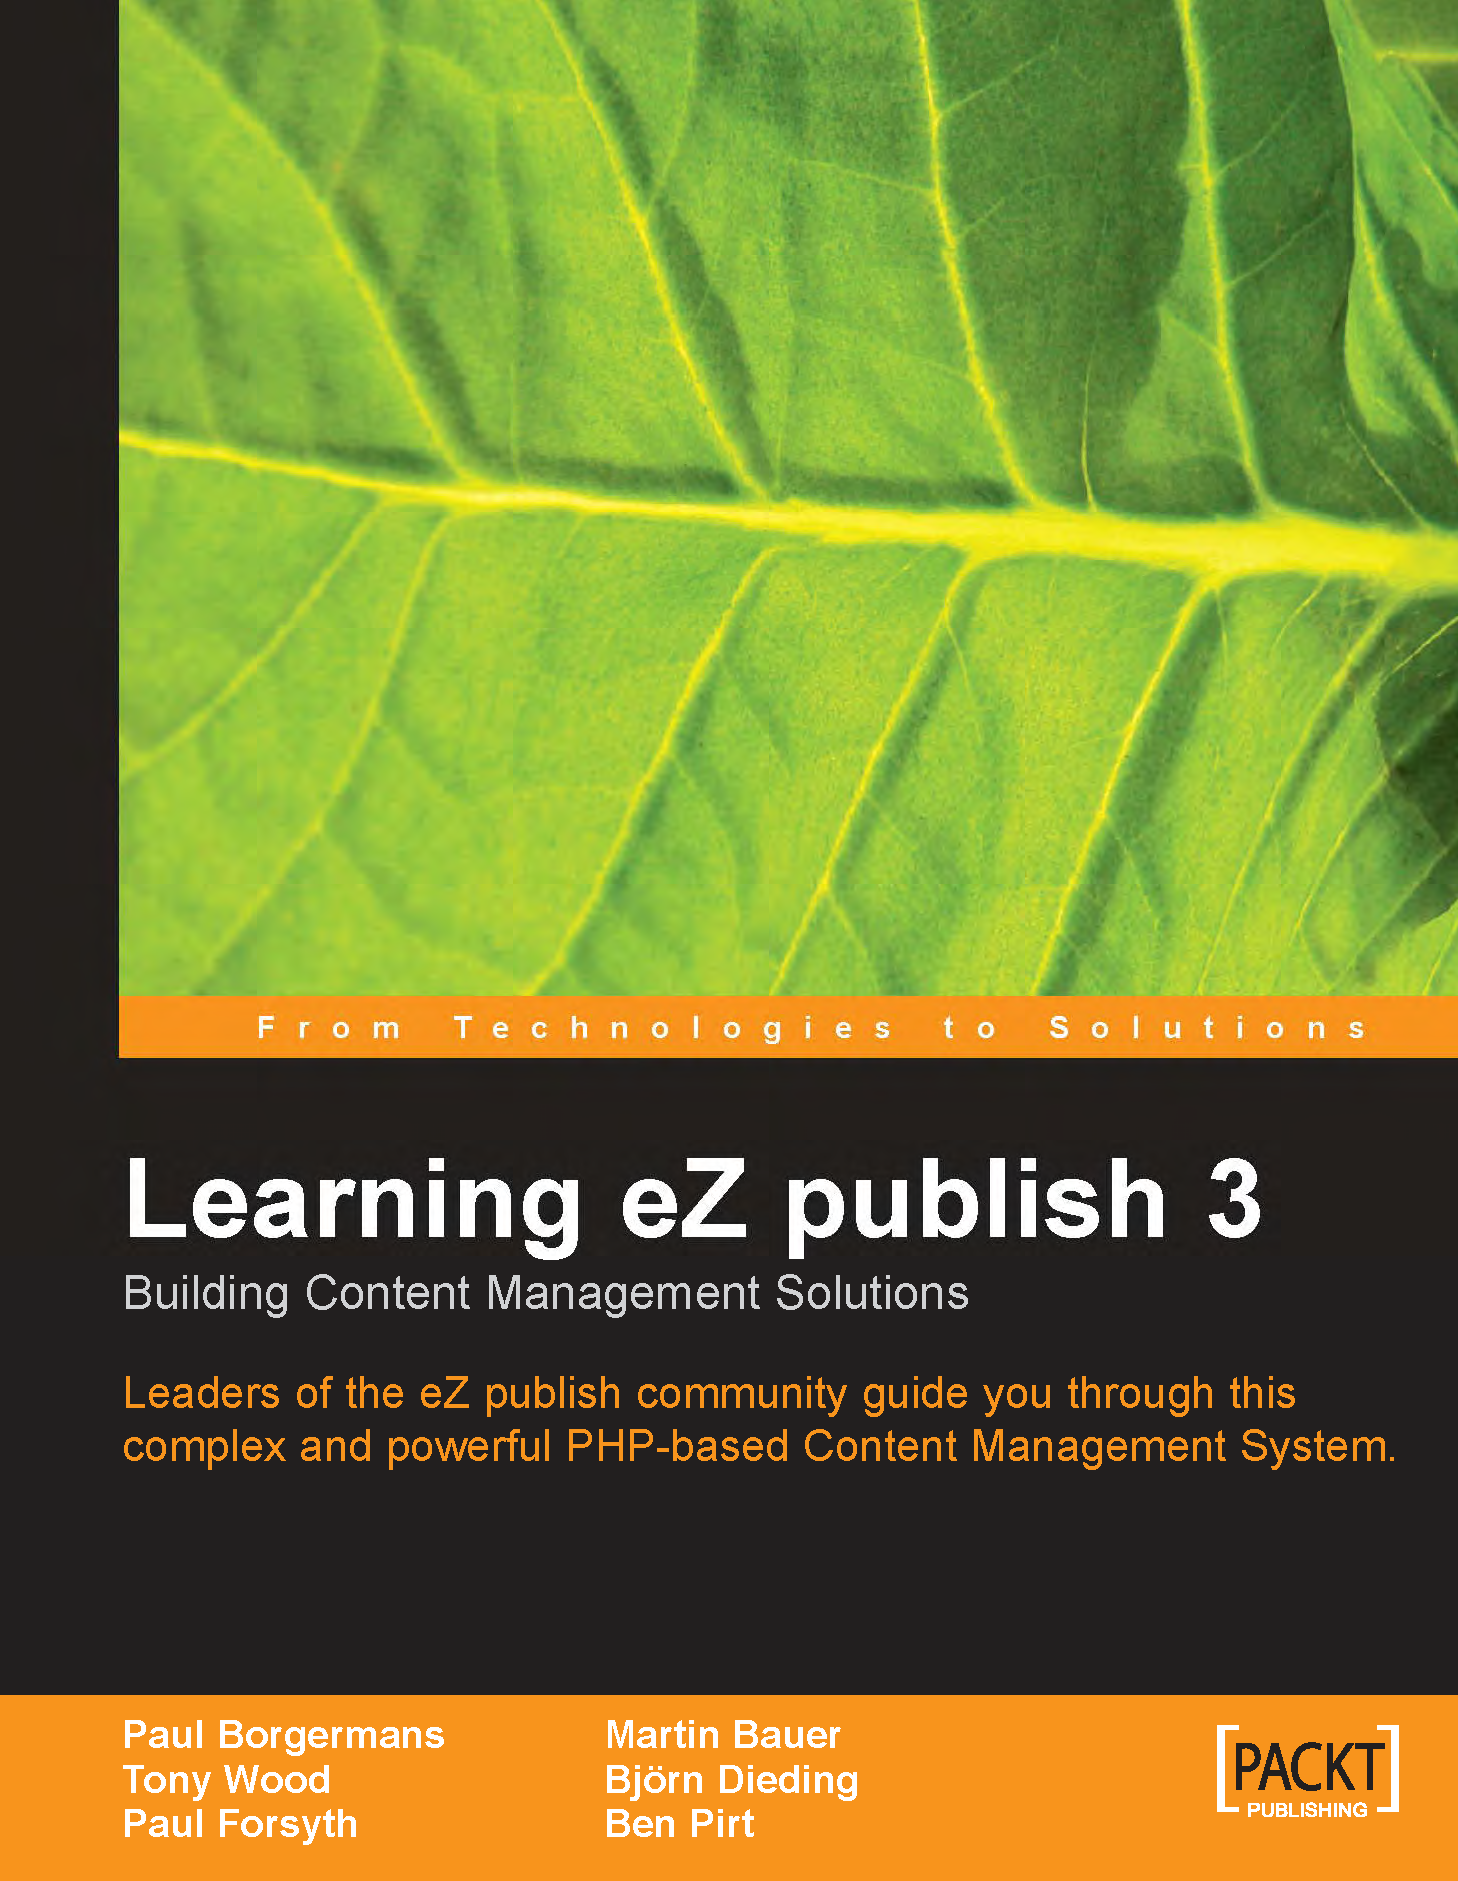 From Technologies to Solutions
Learning eZ publish 3
Building Content Management Solutions
Leaders of the eZ publish community guide you through this
complex and powerful PHP-based Content Management System.
Paul Borgermans
Tony Wood
Paul Forsyth
Martin Bauer
Björn Dieding
Ben Pirt
[PACKT]
PUBLISHING